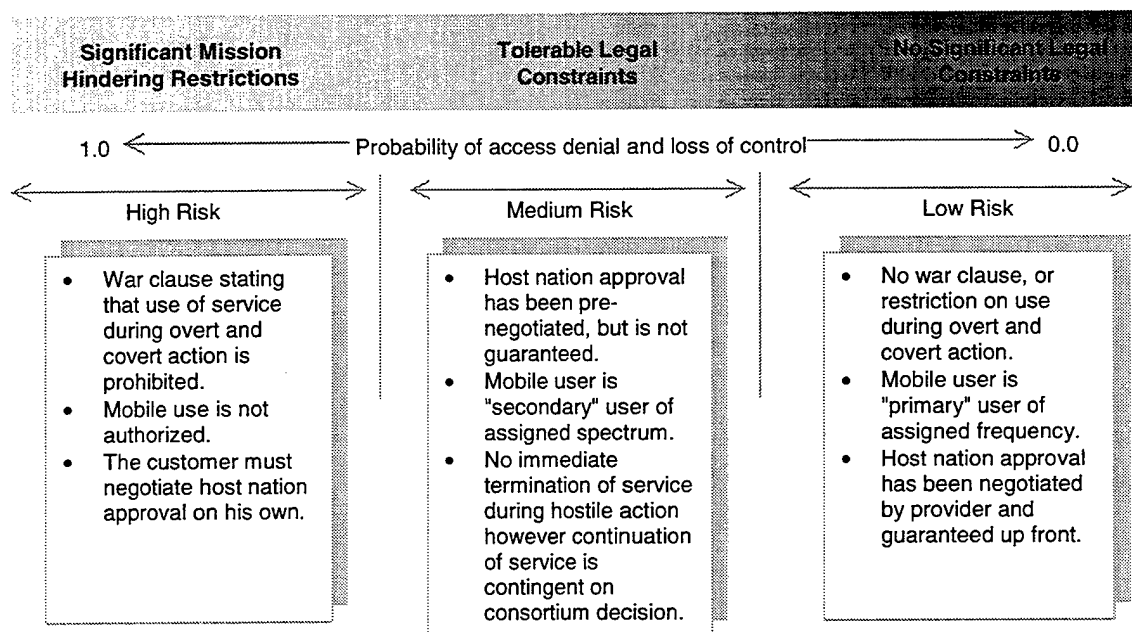 Significant Mission
Hindering Restrictions
Tolerable Legal
Constraints
No Significant Legal
Constraints
1.0
Probability of access denial and loss of control
0.0
High Risk
Medium Risk
Low Risk
• War clause stating
that use of service
during overt and
covert action is
prohibited.
• Mobile use is not
authorized.
• The customer must
negotiate host nation
approval on his own.
• Host nation approval
has been pre-
negotiated, but is not
guaranteed.
• Mobile user is
"secondary" user of
assigned spectrum.
• No immediate
termination of service
during hostile action
however continuation
of service is
contingent on
consortium decision.
• No war clause, or
restriction on use
during overt and
covert action.
• Mobile user is
"primary" user of
assigned frequency.
• Host nation approval
has been negotiated
by provider and
guaranteed up front.